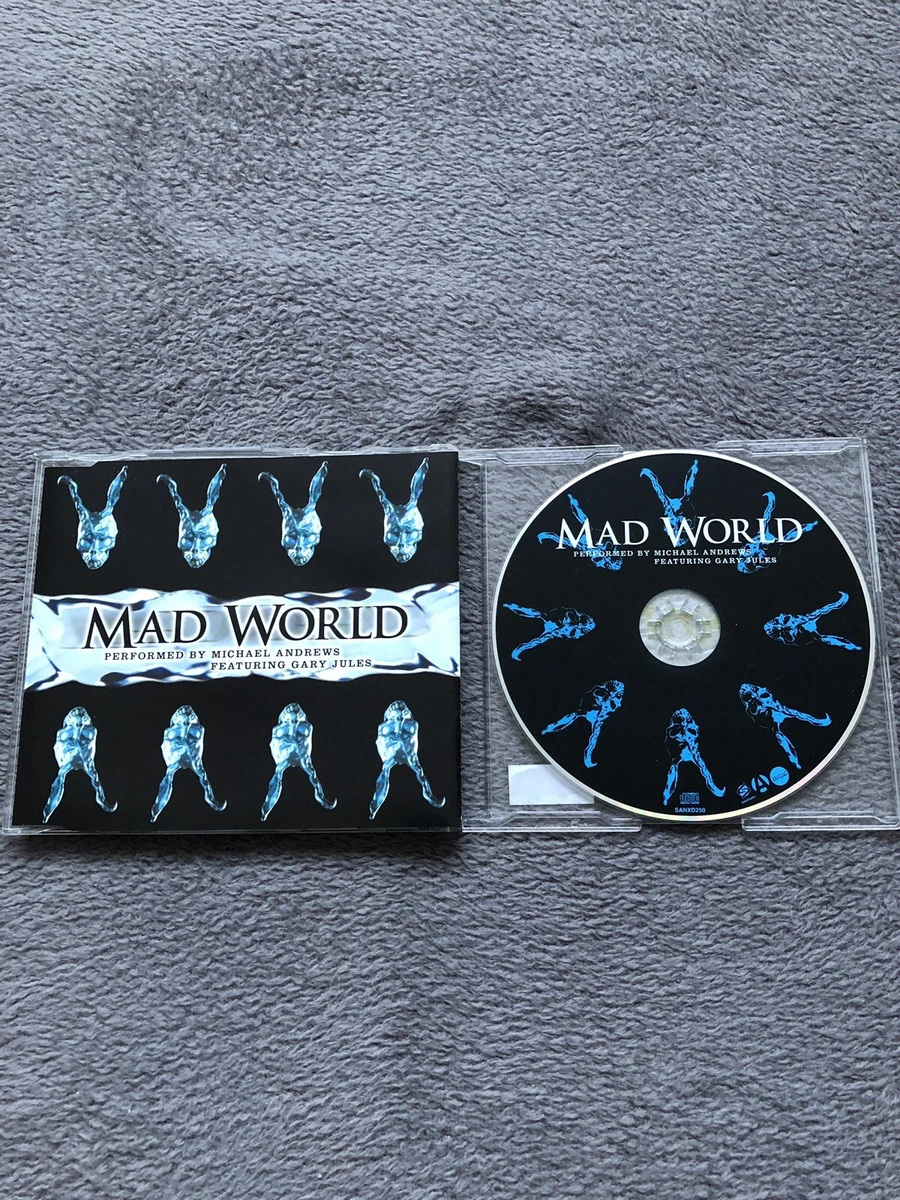 MAD WORLD
PERFORMED BY MICHAEL ANDREWS
FEATURING GARY JULES
MAD WORLD
PERFORMED BY MICHAEL ANDREWS
FEATURING GARY JULES
SANXD250